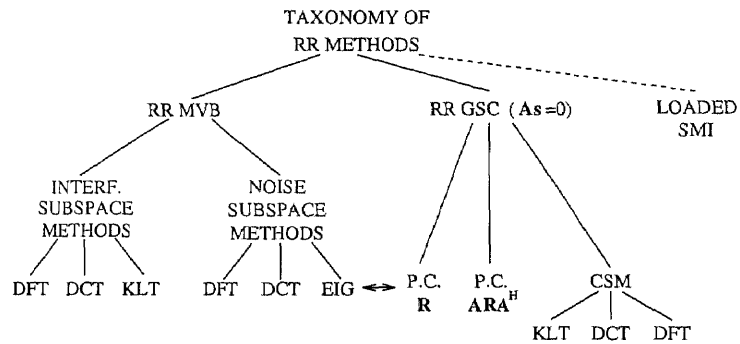 TAXONOMY OF
RR METHODS
RR MVB
RR GSC (As=0)
LOADED
SMI
INTERF.
SUBSPACE
METHODS
NOISE
SUBSPACE
METHODS
DFT DCT KLT
DFT DCT EIG
P.C.
R
P.C.
ARA^H
CSM
KLT DCT DFT